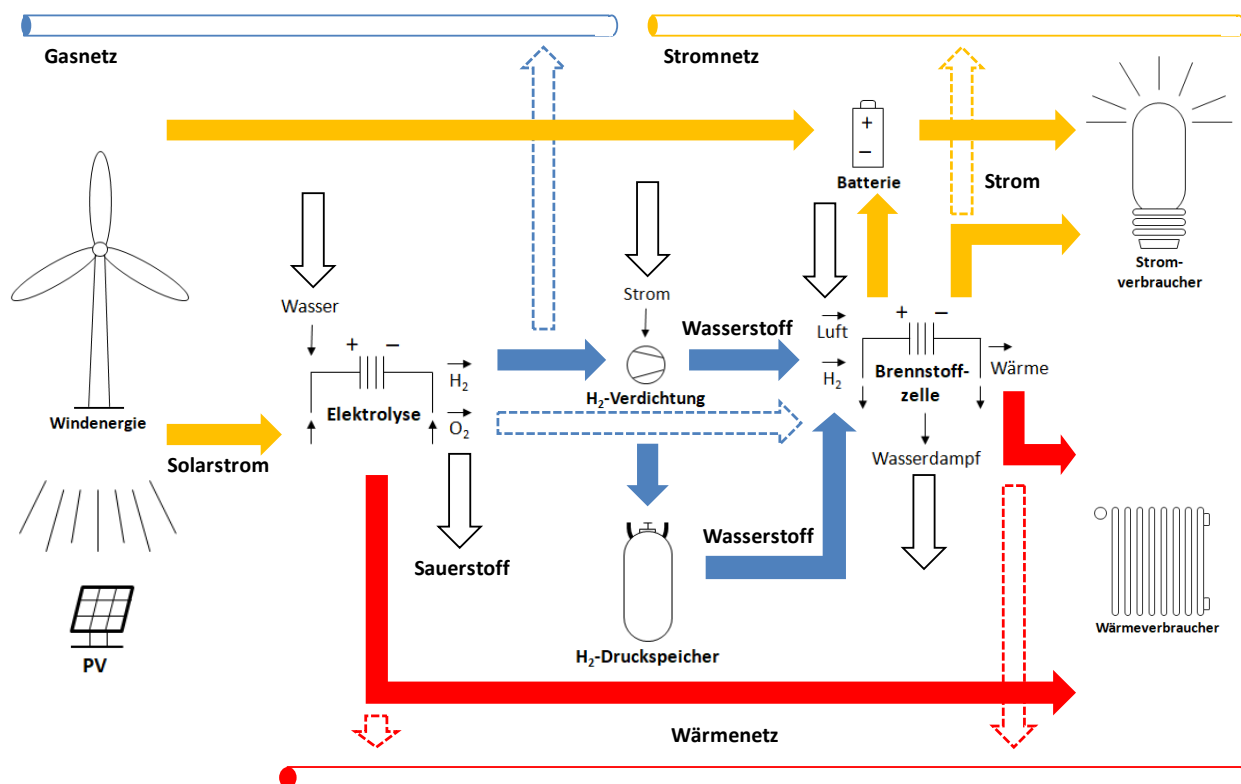 Gasnetz
Stromnetz
+
−
Batterie
Strom
Wasser
Strom
Strom-
verbraucher
Luft
+ −
Wasserstoff
+ −
H₂
Brennstoff-
zelle
Wärme
H₂
H₂-Verdichtung
Windenergie
Elektrolyse
O₂
Solarstrom
Wasserdampf
Wasserstoff
Sauerstoff
Wärmeverbraucher
H₂-Druckspeicher
PV
Wärmenetz